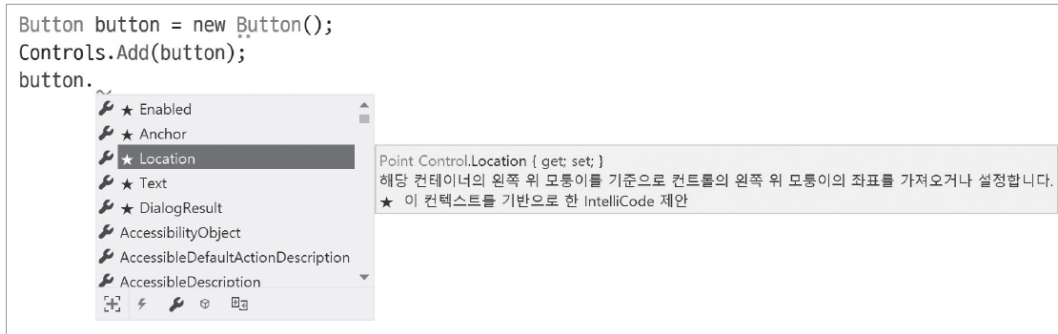 Button button = new Button();
Controls.Add(button);
button.
★ Enabled
★ Anchor
★ Location
★ Text
★ DialogResult
AccessibilityObject
AccessibleDefaultActionDescription
AccessibleDescription
Point Control.Location { get; set; }
해당 컨테이너의 왼쪽 위 모퉁이를 기준으로 컨트롤의 왼쪽 위 모퉁이의 좌표를 가져오거나 설정합니다.
★ 이 컨텍스트를 기반으로 한 IntelliCode 제안